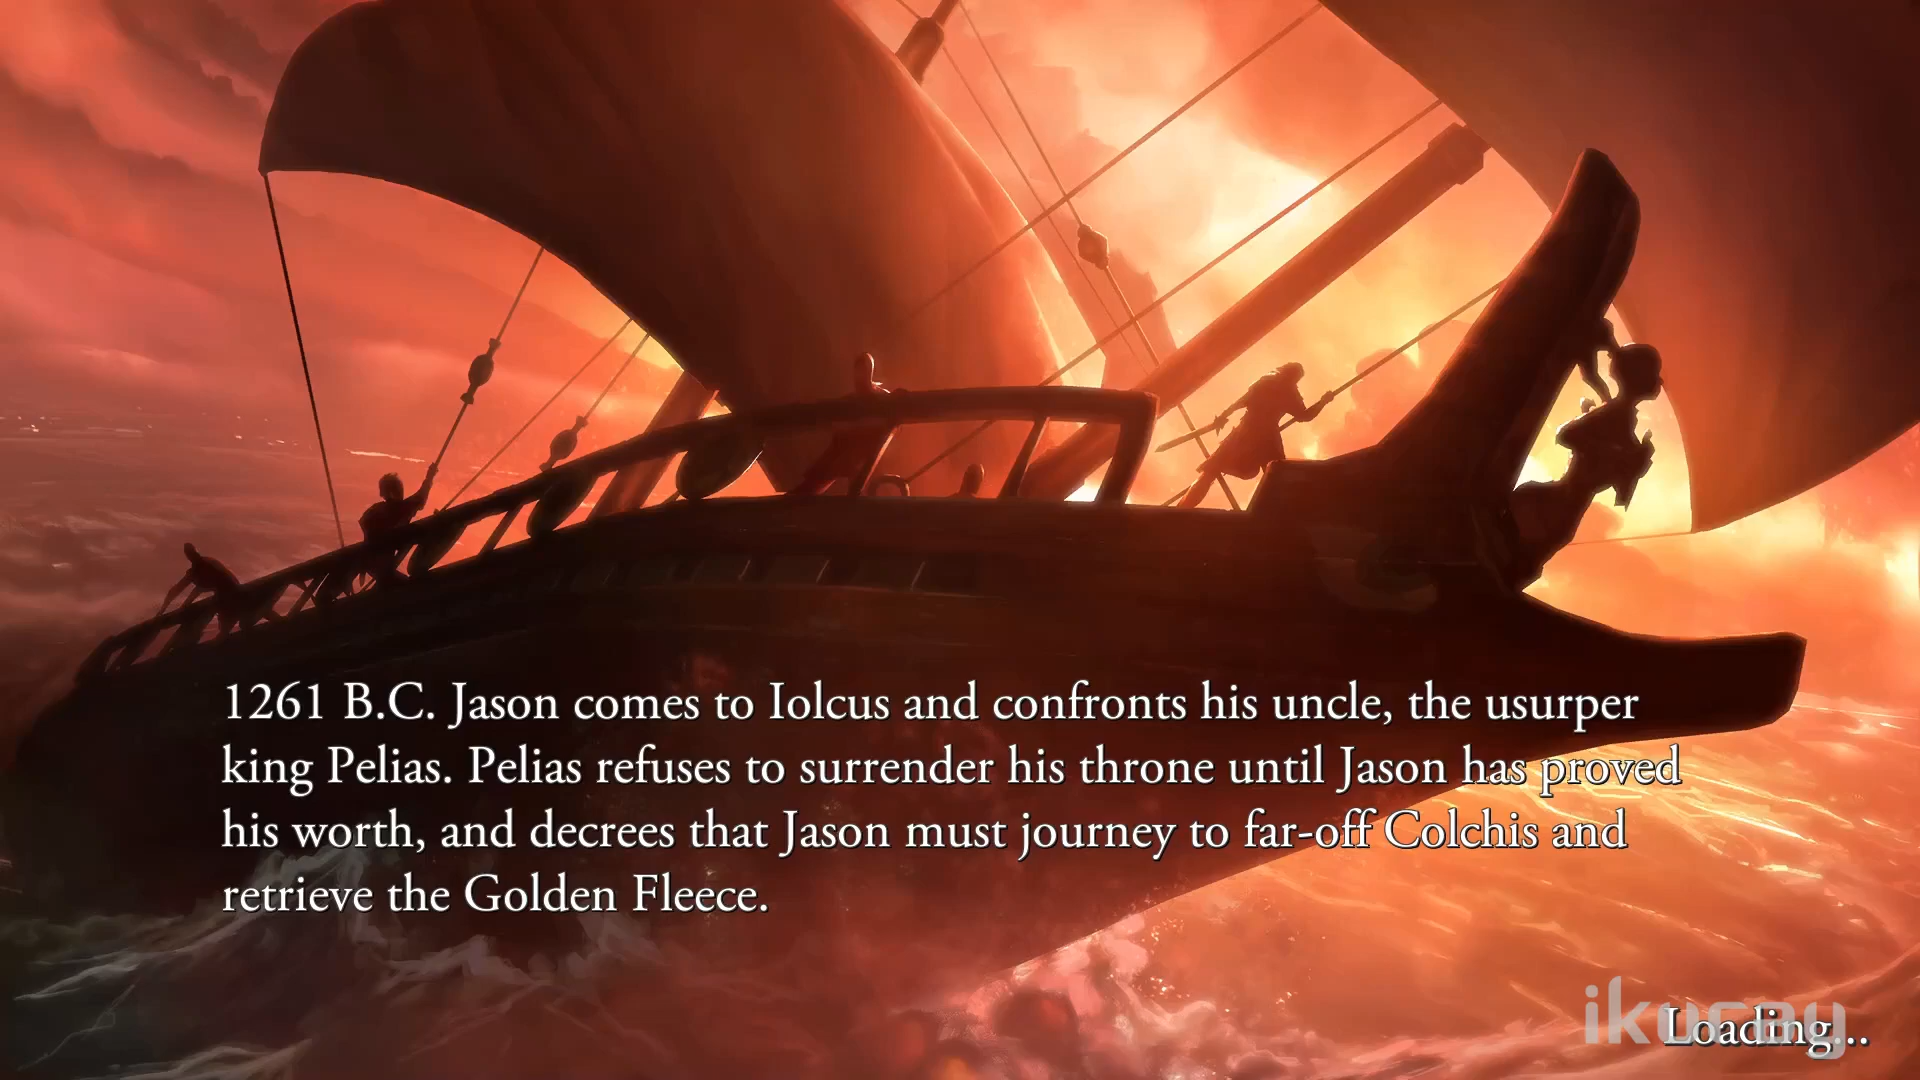 1261 B.C. Jason comes to Iolcus and confronts his uncle, the usurper
king Pelias. Pelias refuses to surrender his throne until Jason has proved
his worth, and decrees that Jason must journey to far-off Colchis and
retrieve the Golden Fleece.
Loading...